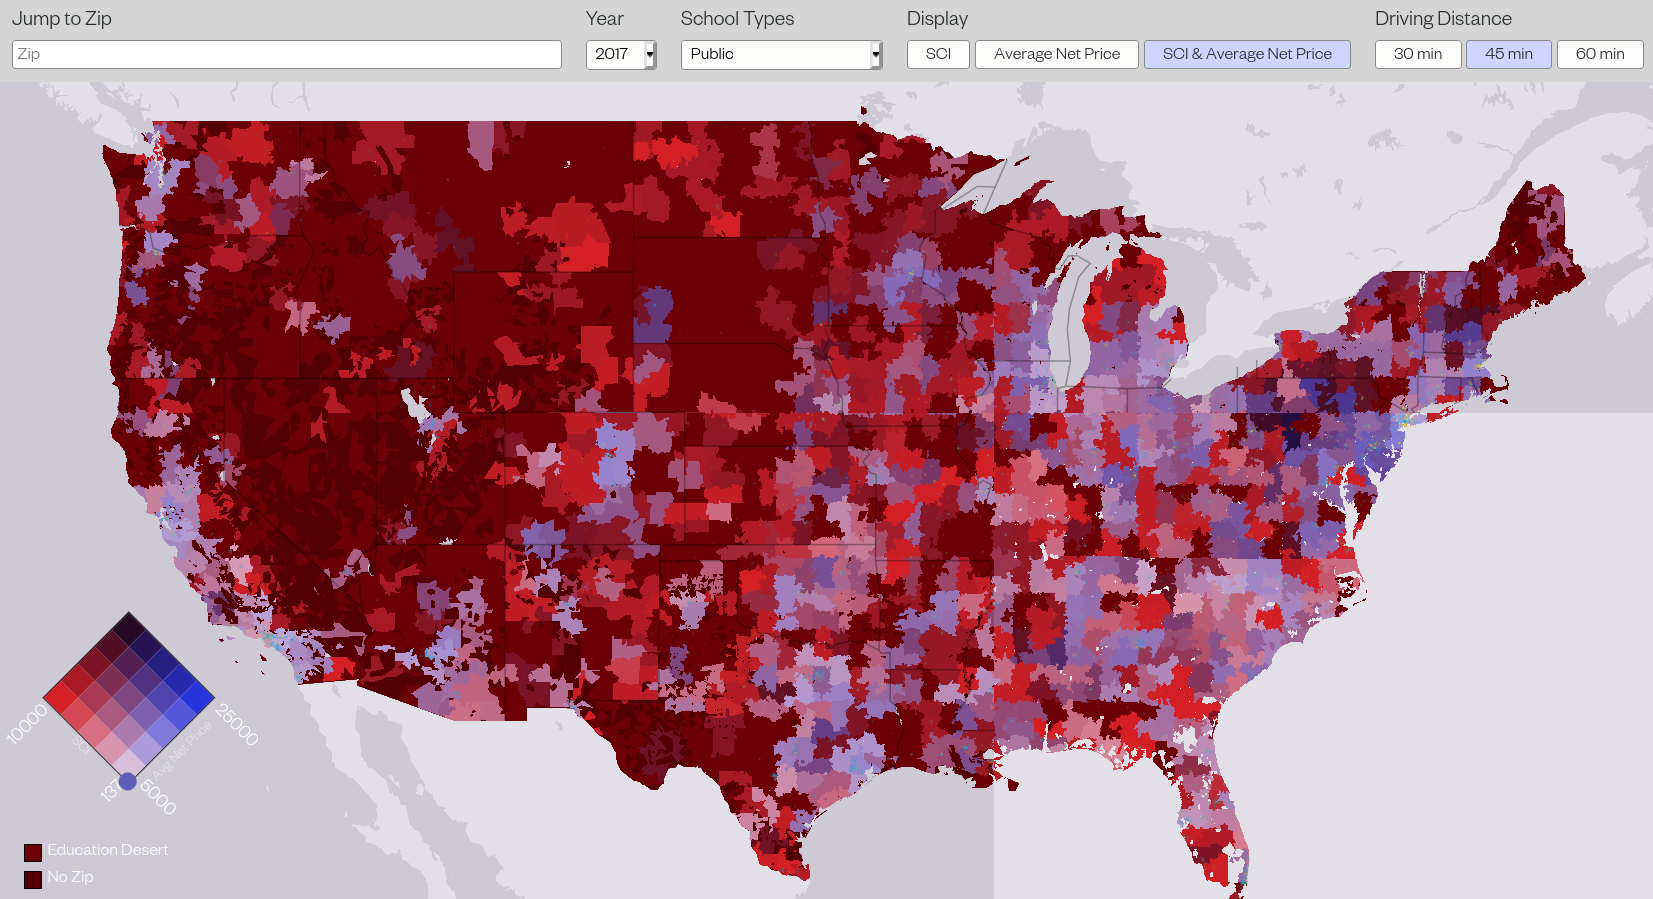 Jump to Zip
Year
School Types
Display
Driving Distance
Zip
2017
Public
SCI
Average Net Price
SCI & Average Net Price
30 min
45 min
60 min
10000
25000
SCI
Avg Net Price
5000
Education Desert
No Zip